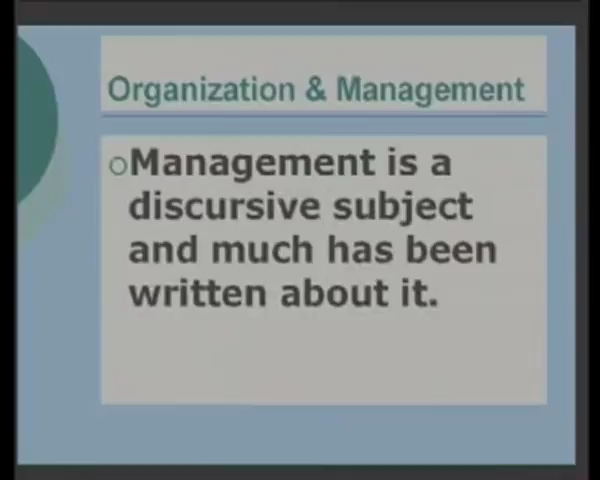 Organization & Management
Management is a
discursive subject
and much has been
written about it.